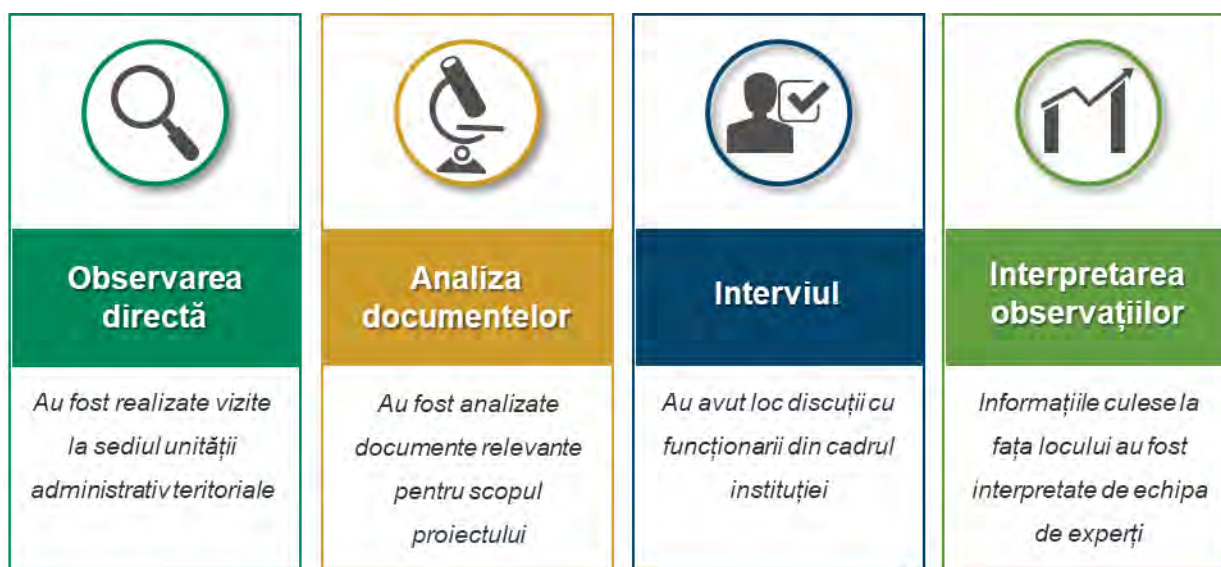 Observarea
directă
Au fost realizate vizite
la sediul unității
administrativ teritoriale
Analiza
documentelor
Au fost analizate
documente relevante
pentru scopul
proiectului
Interviul
Au avut loc discuții cu
funcționarii din cadrul
instituției
Interpretarea
observațiilor
Informațiile culese la
fața locului au fost
interpretate de echipa
de experți